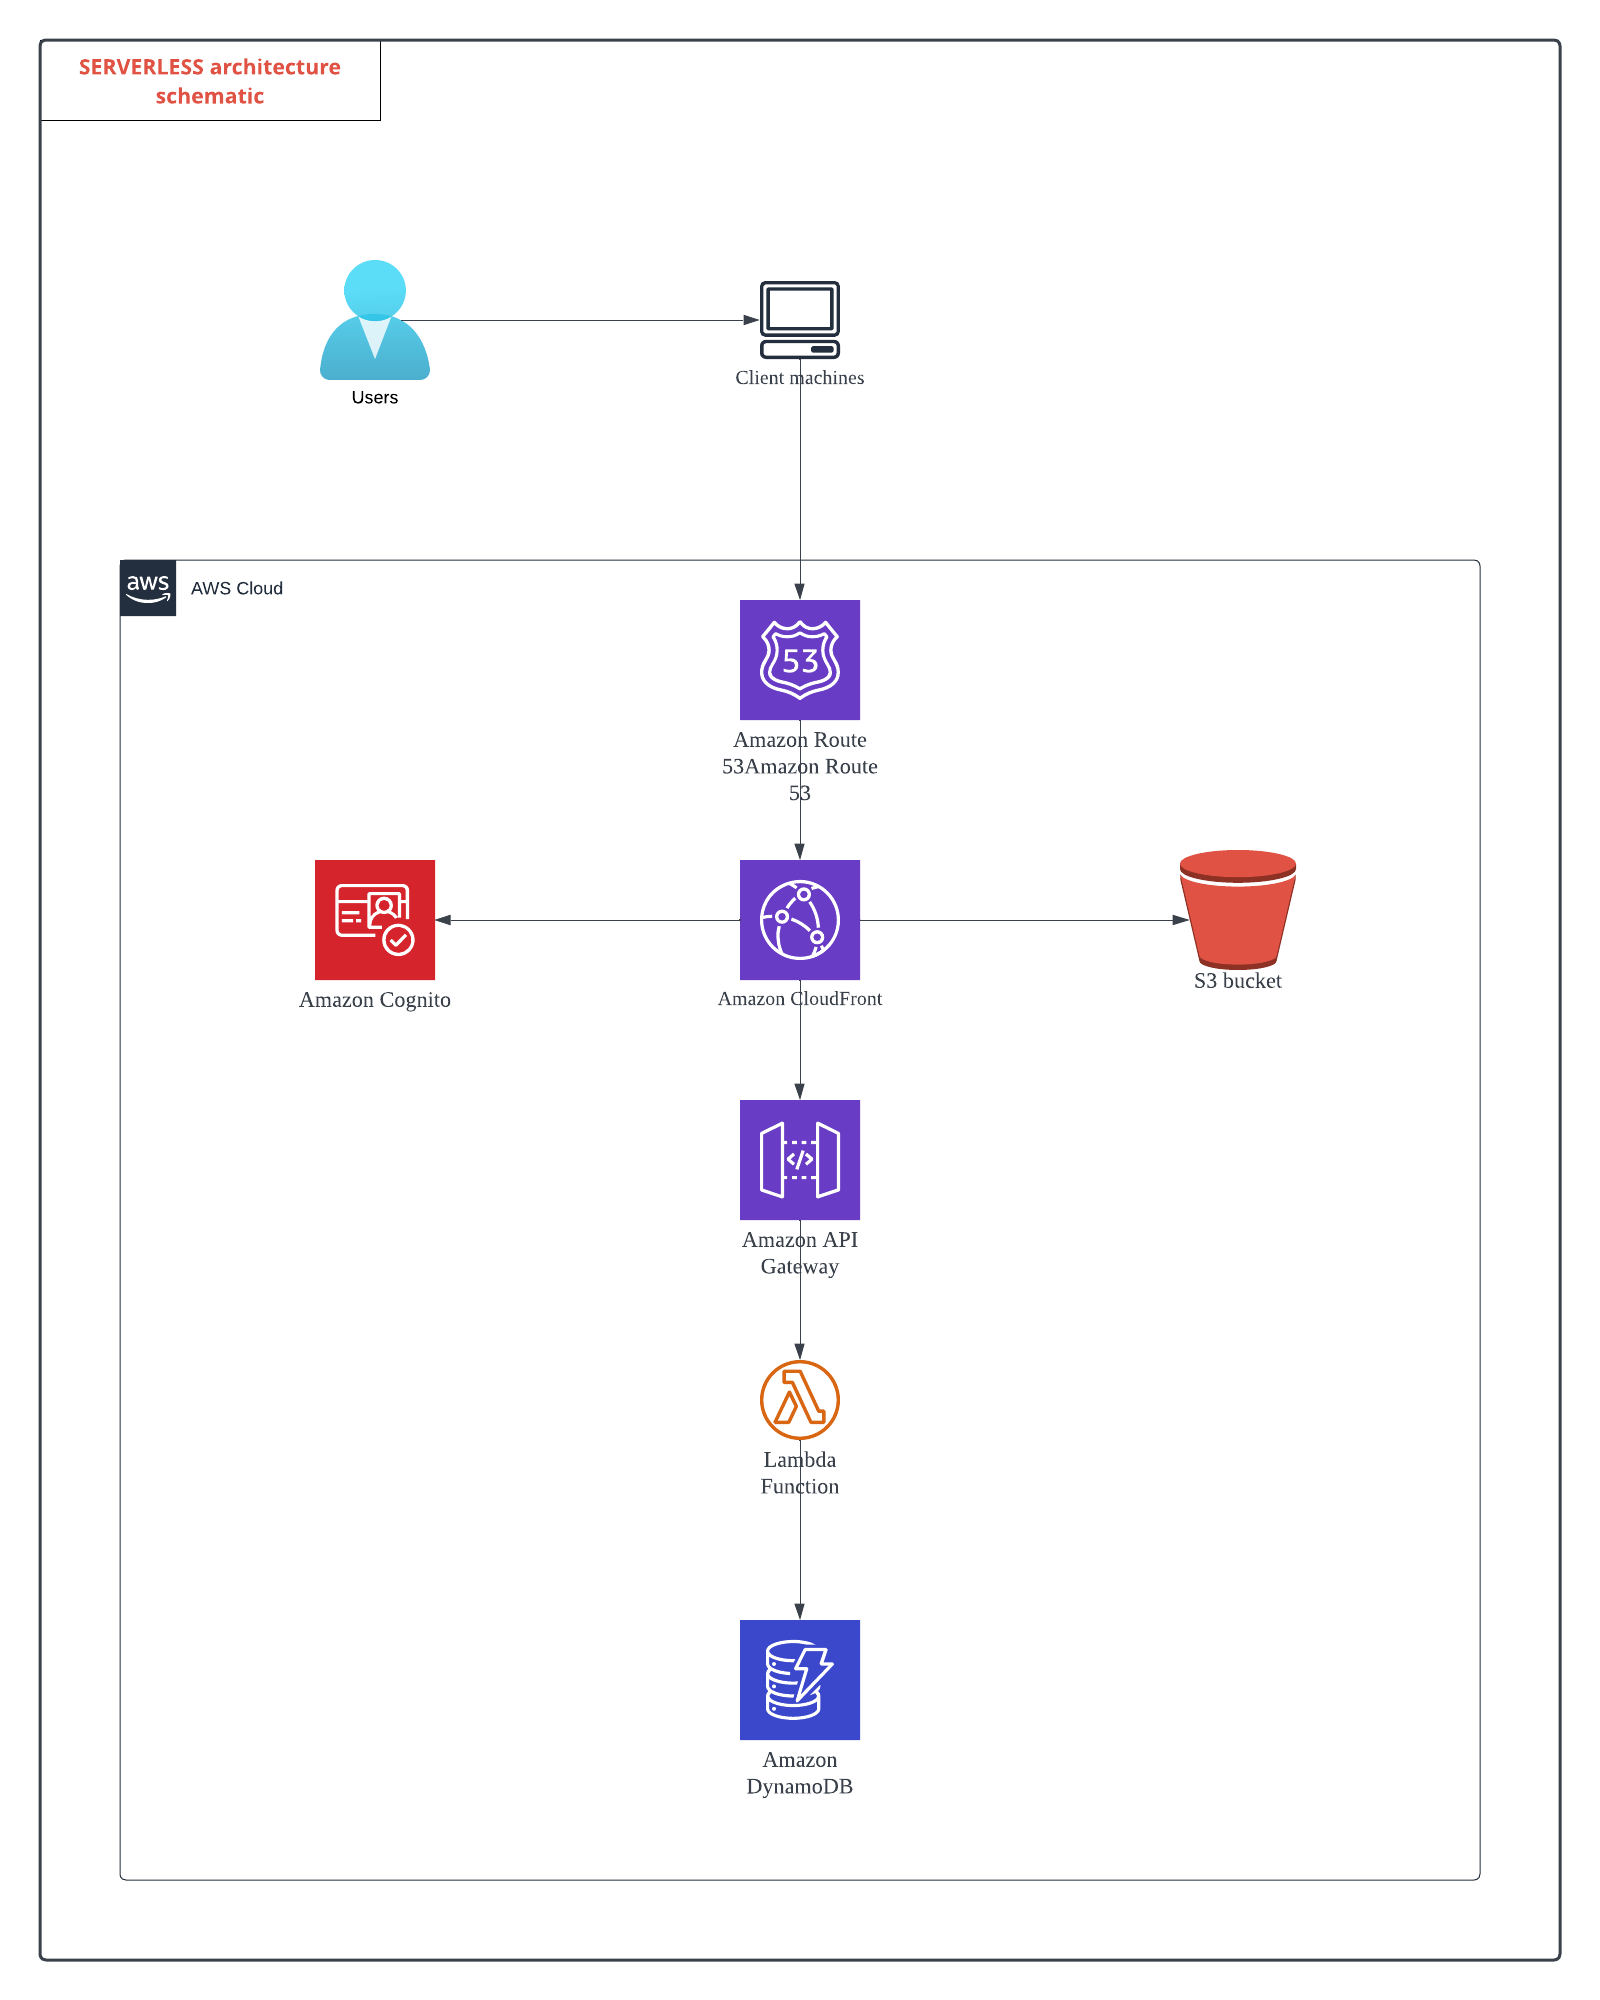 SERVERLESS architecture
schematic
Users
Client machines
aws
AWS Cloud
53
Amazon Route
53Amazon Route
53
Amazon Cognito
Amazon CloudFront
S3 bucket
</>
Amazon API
Gateway
Lambda
Function
Amazon
DynamoDB